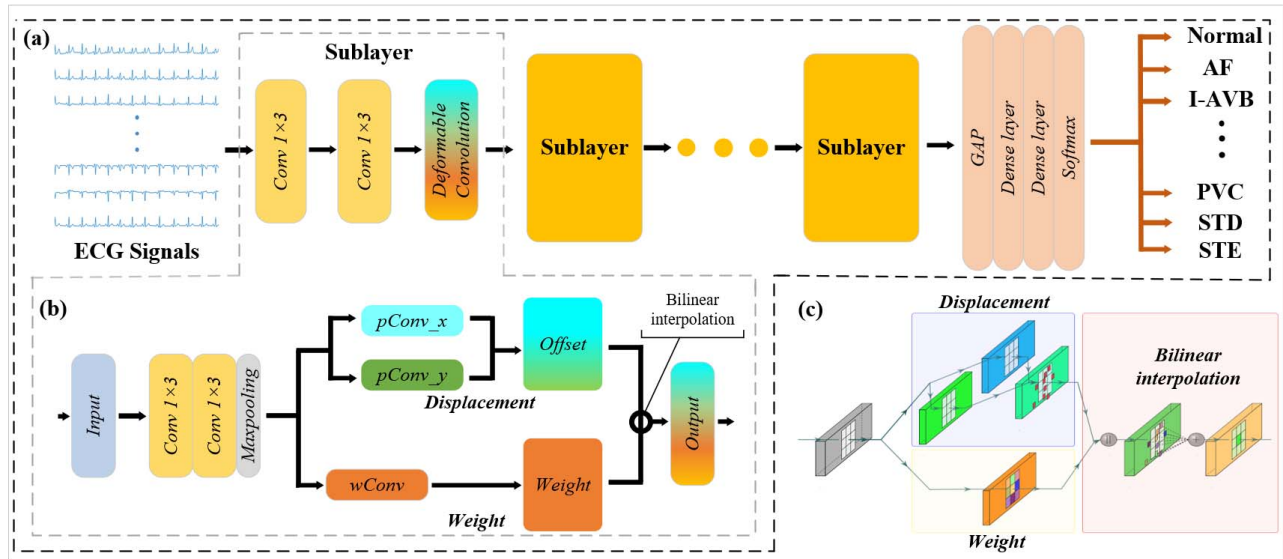 (a)
ECG Signals
Sublayer
Conv 1×3
Conv 1×3
Deformable
Convolution
Sublayer
Sublayer
GAP
Dense layer
Dense layer
Softmax
Normal
AF
I-AVB
PVC
STD
STE
(b)
Input
Conv 1×3
Conv 1×3
Maxpooling
pConv_x
pConv_y
Displacement
Offset
wConv
Weight
Weight
Bilinear
interpolation
Output
(c)
Displacement
Weight
Bilinear
interpolation